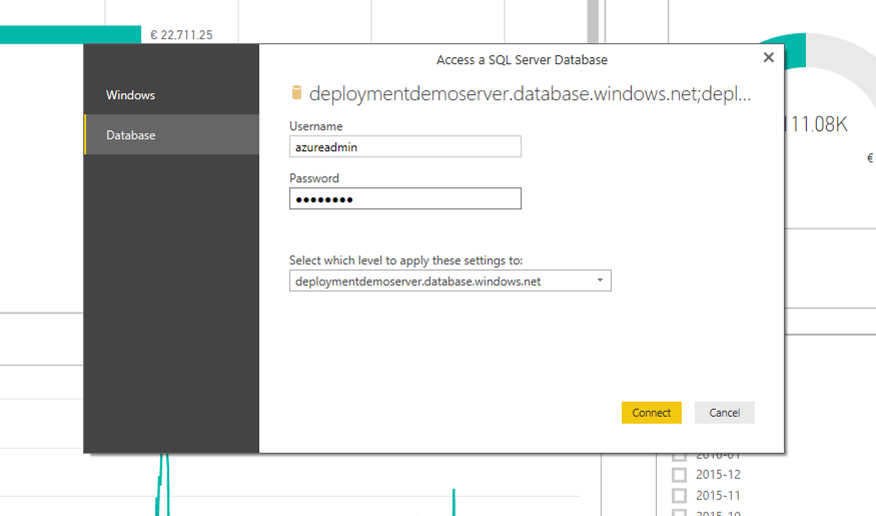 € 22,711.25
Access a SQL Server Database
Windows
Database
deploymentdemoserver.database.windows.net;depl...
Username
azureadmin
Password
●●●●●●●●
Select which level to apply these settings to:
deploymentdemoserver.database.windows.net
Connect
Cancel
11.08K
€
2016-01
2015-12
2015-11
2015-10